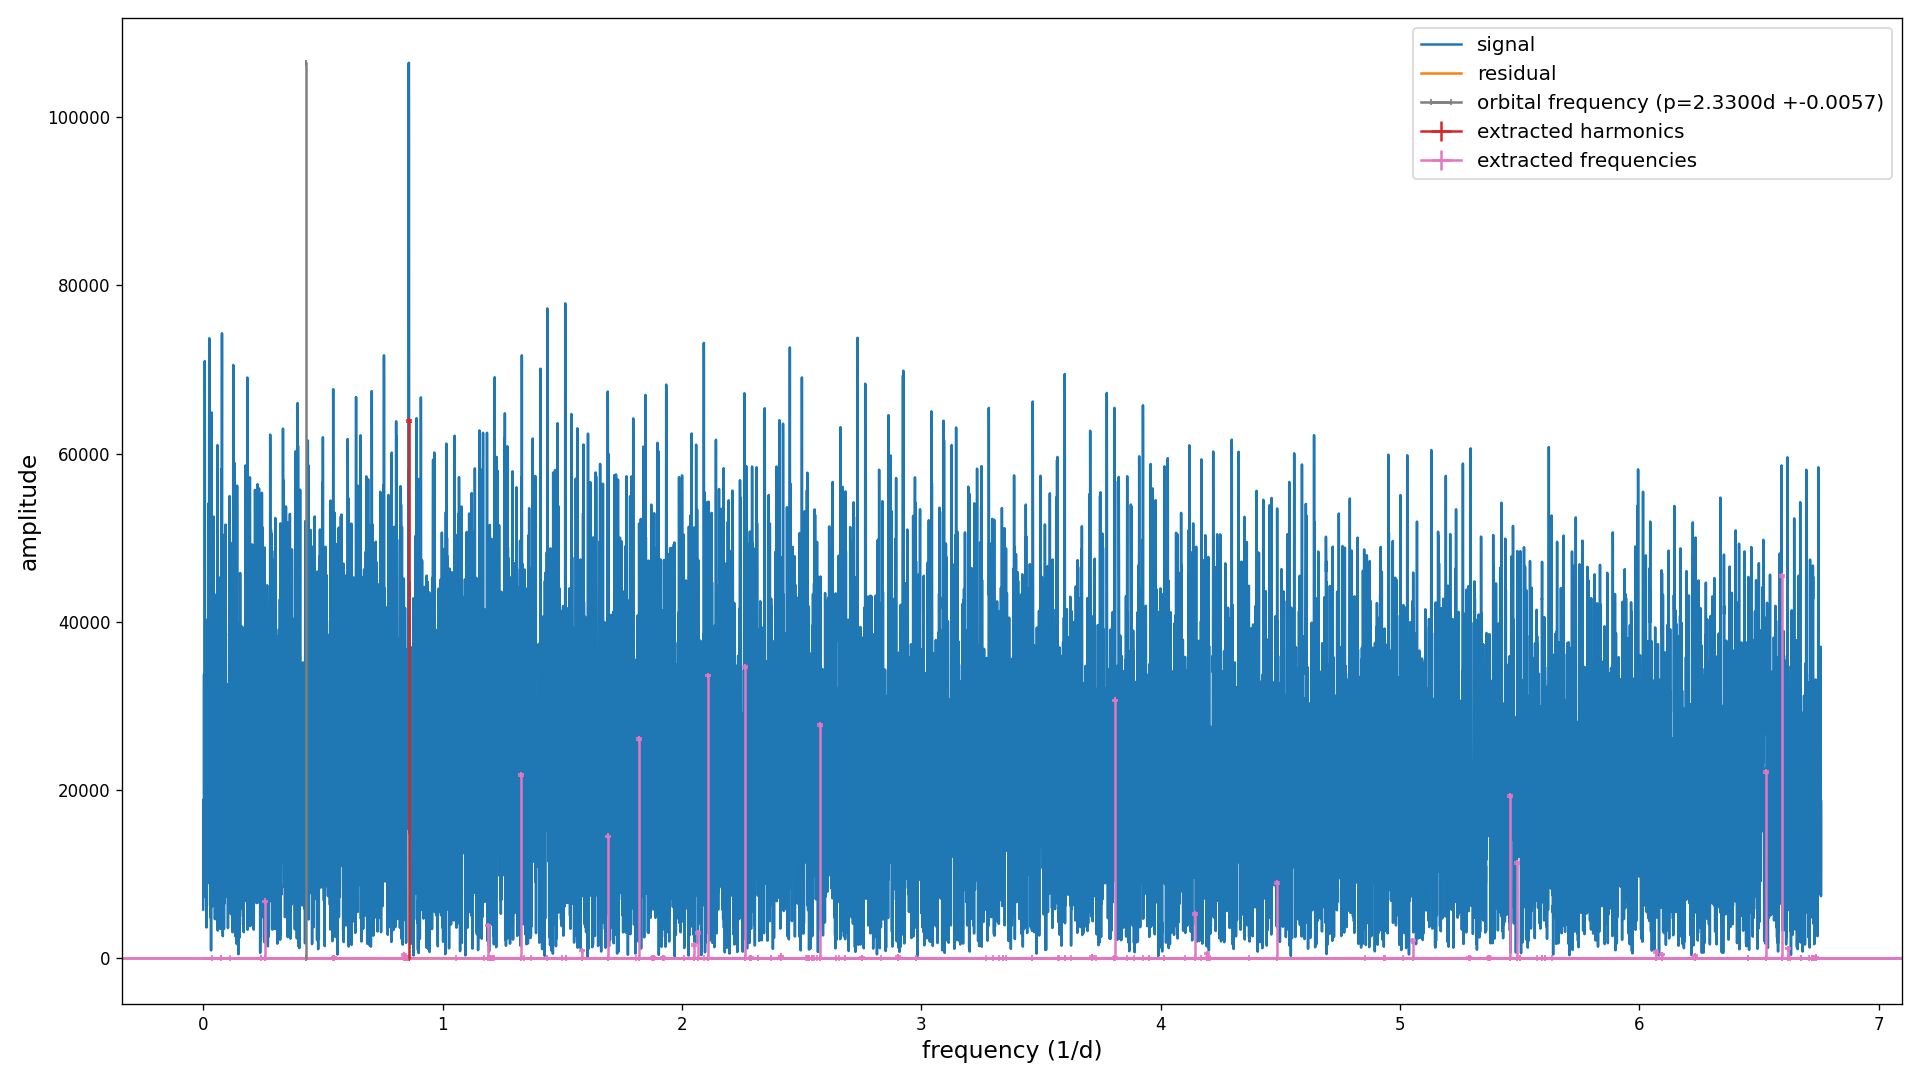 signal
residual
orbital frequency (p=2.3300d +-0.0057)
extracted harmonics
extracted frequencies
amplitude
100000
80000
60000
40000
20000
0
0 1 2 3 4 5 6 7
frequency (1/d)